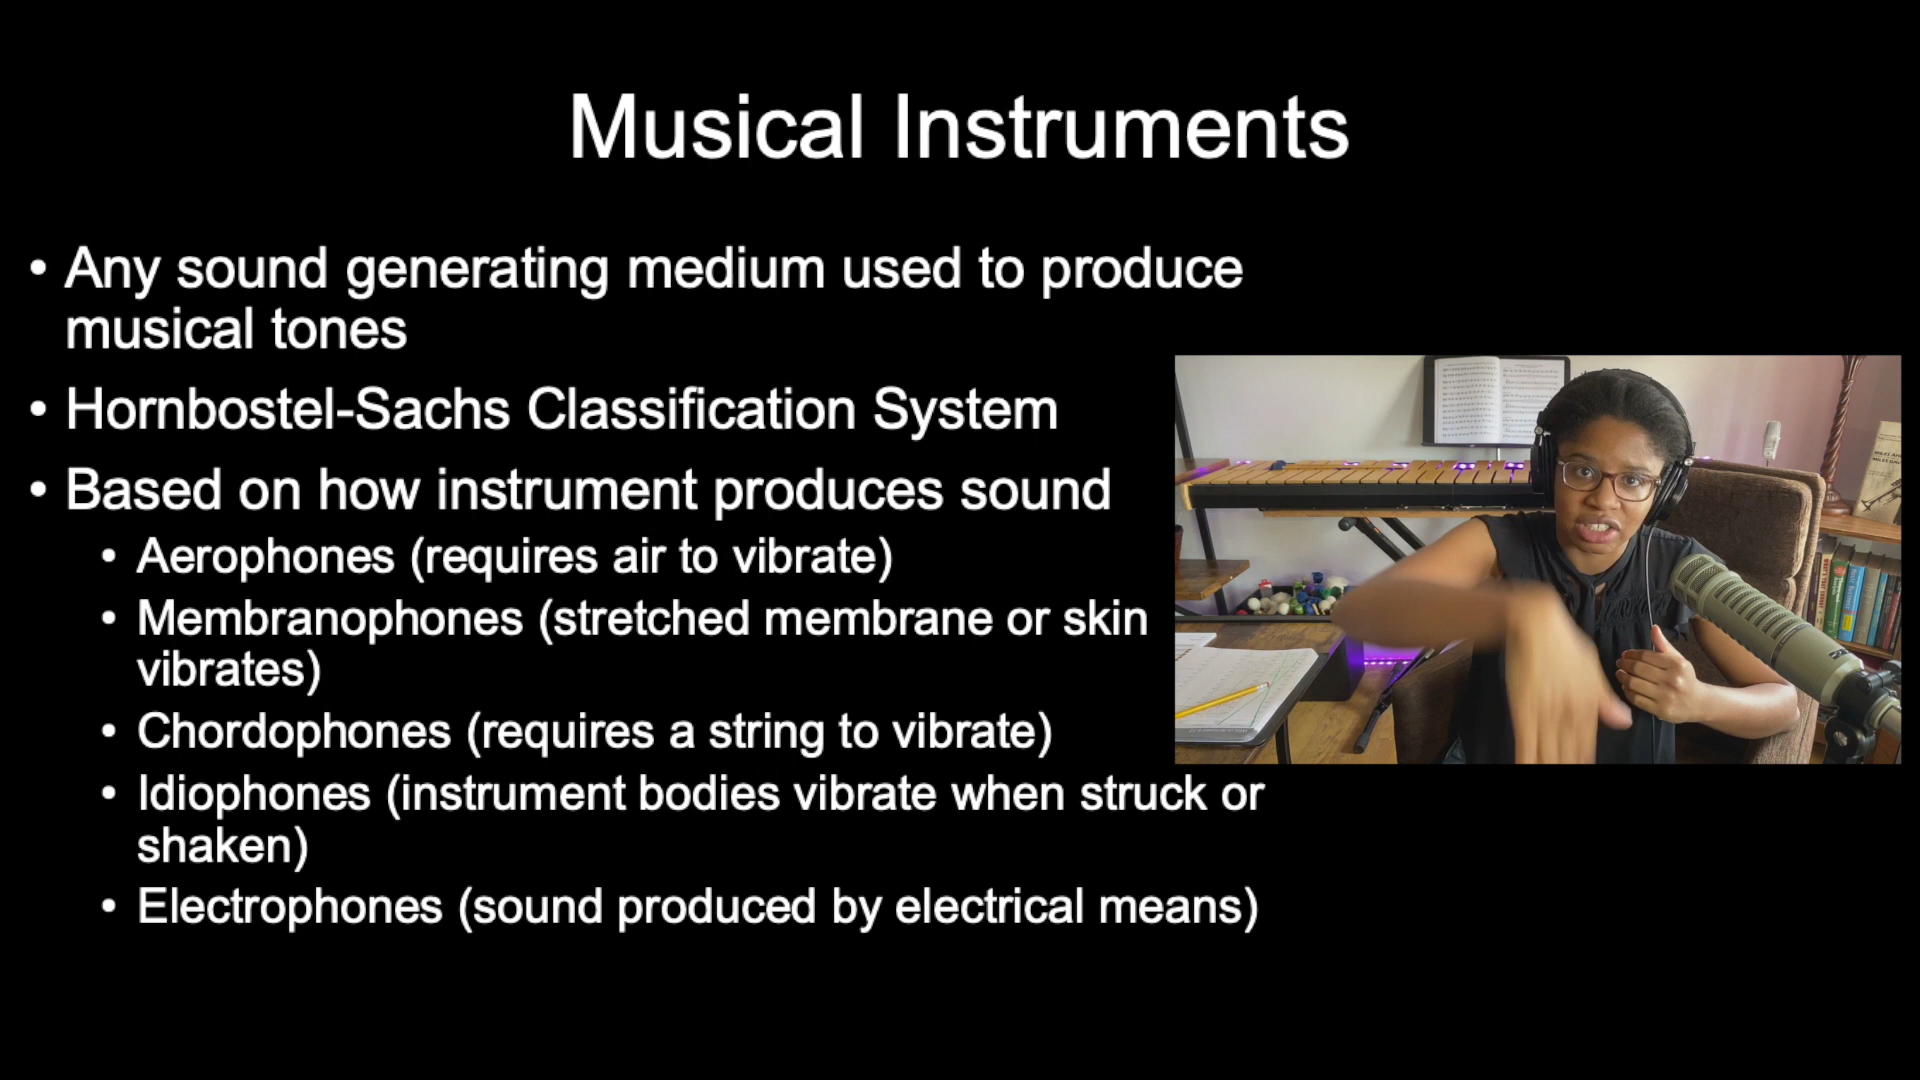 Musical Instruments
• Any sound generating medium used to produce
musical tones
• Hornbostel-Sachs Classification System
• Based on how instrument produces sound
• Aerophones (requires air to vibrate)
• Membranophones (stretched membrane or skin
vibrates)
• Chordophones (requires a string to vibrate)
• Idiophones (instrument bodies vibrate when struck or
shaken)
• Electrophones (sound produced by electrical means)